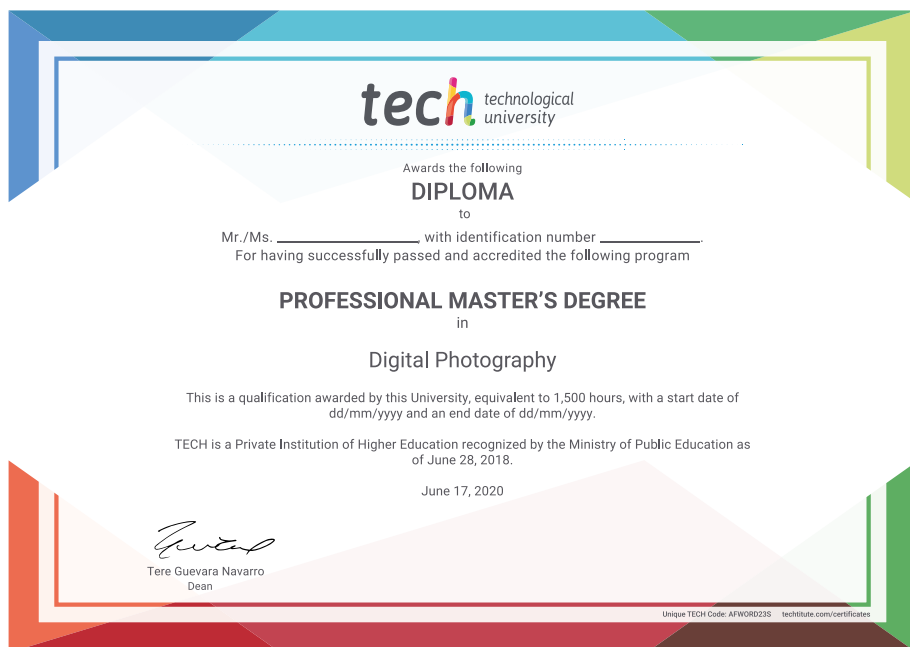 tech technological
university
Awards the following
DIPLOMA
to
Mr./Ms. ________________, with identification number ____________.
For having successfully passed and accredited the following program
PROFESSIONAL MASTER’S DEGREE
in
Digital Photography
This is a qualification awarded by this University, equivalent to 1,500 hours, with a start date of
dd/mm/yyyy and an end date of dd/mm/yyyy.
TECH is a Private Institution of Higher Education recognized by the Ministry of Public Education as
of June 28, 2018.
June 17, 2020
Tere Guevara Navarro
Dean
Unique TECH Code: AFWORD23S techtitute.com/certificates